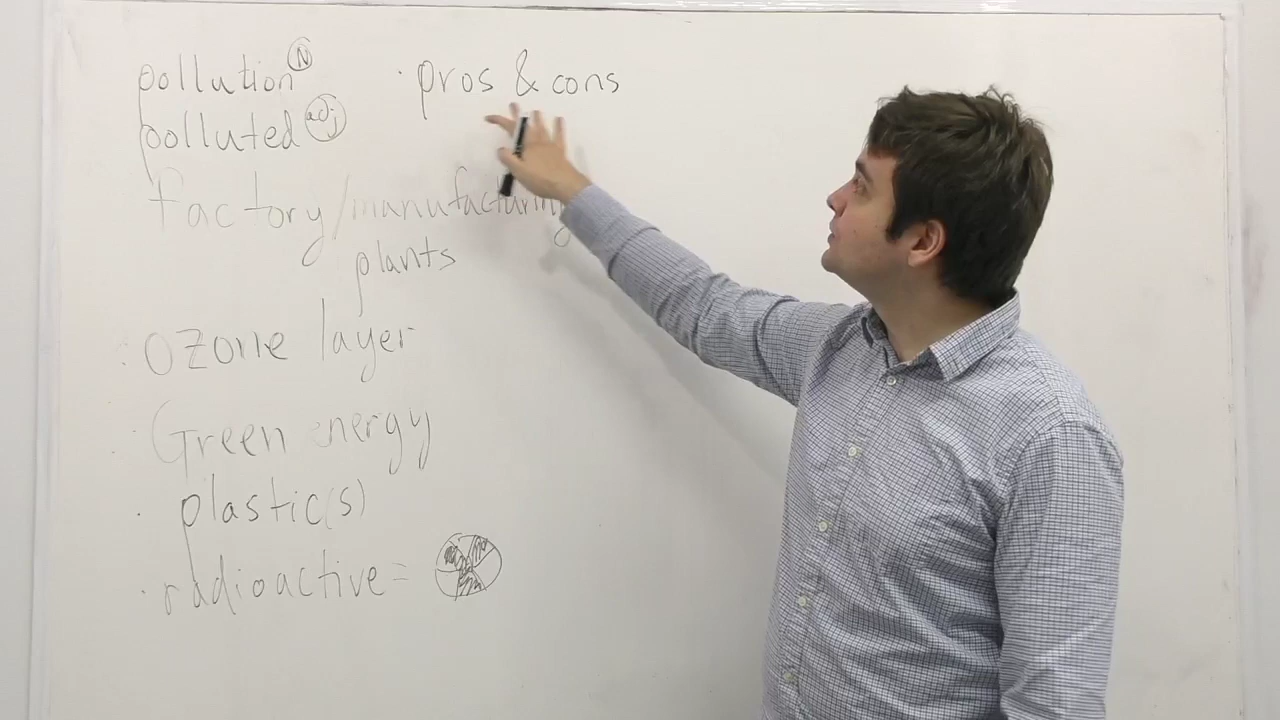 pollution N
polluted adj
factory/manufacturing
plants
· ozone layer
· Green energy
· plastic(s)
· radioactive =
· pros & cons